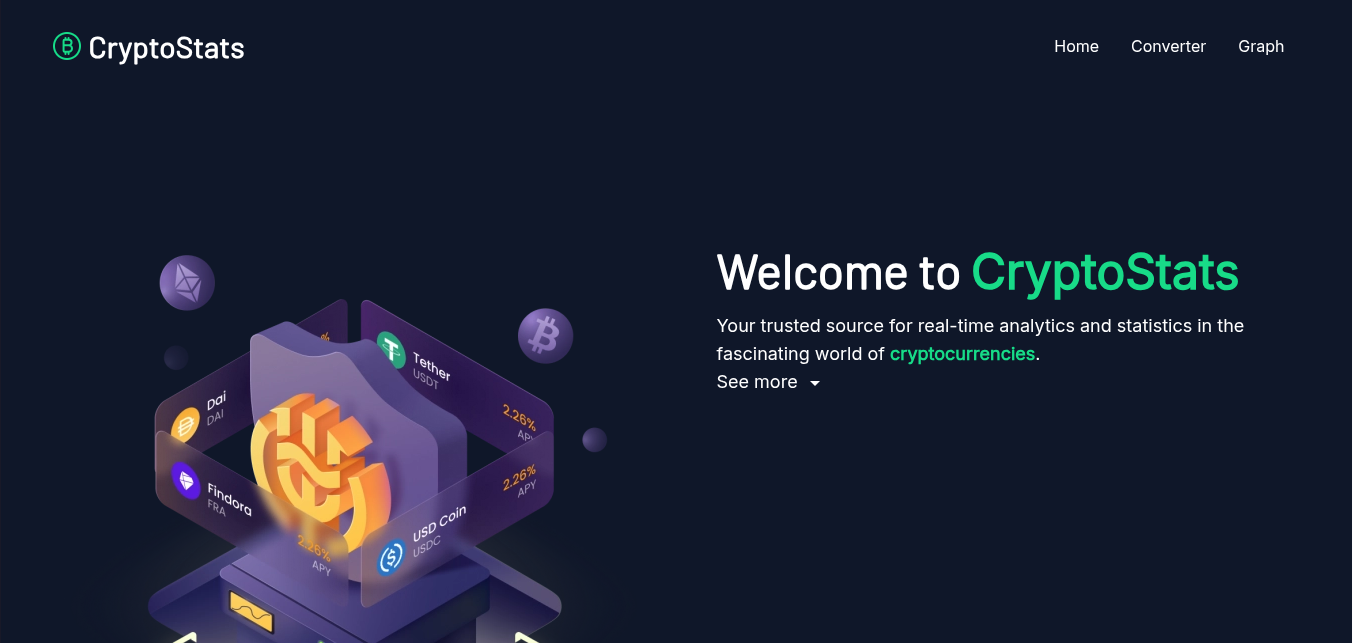 CryptoStats
Home
Converter
Graph
Welcome to CryptoStats
Your trusted source for real-time analytics and statistics in the
fascinating world of cryptocurrencies.
See more
%
Tether
USDT
2.26%
Dai
DAI
2.26%
APY
Findora
FRA
USD Coin
USDC
2.26%
APY